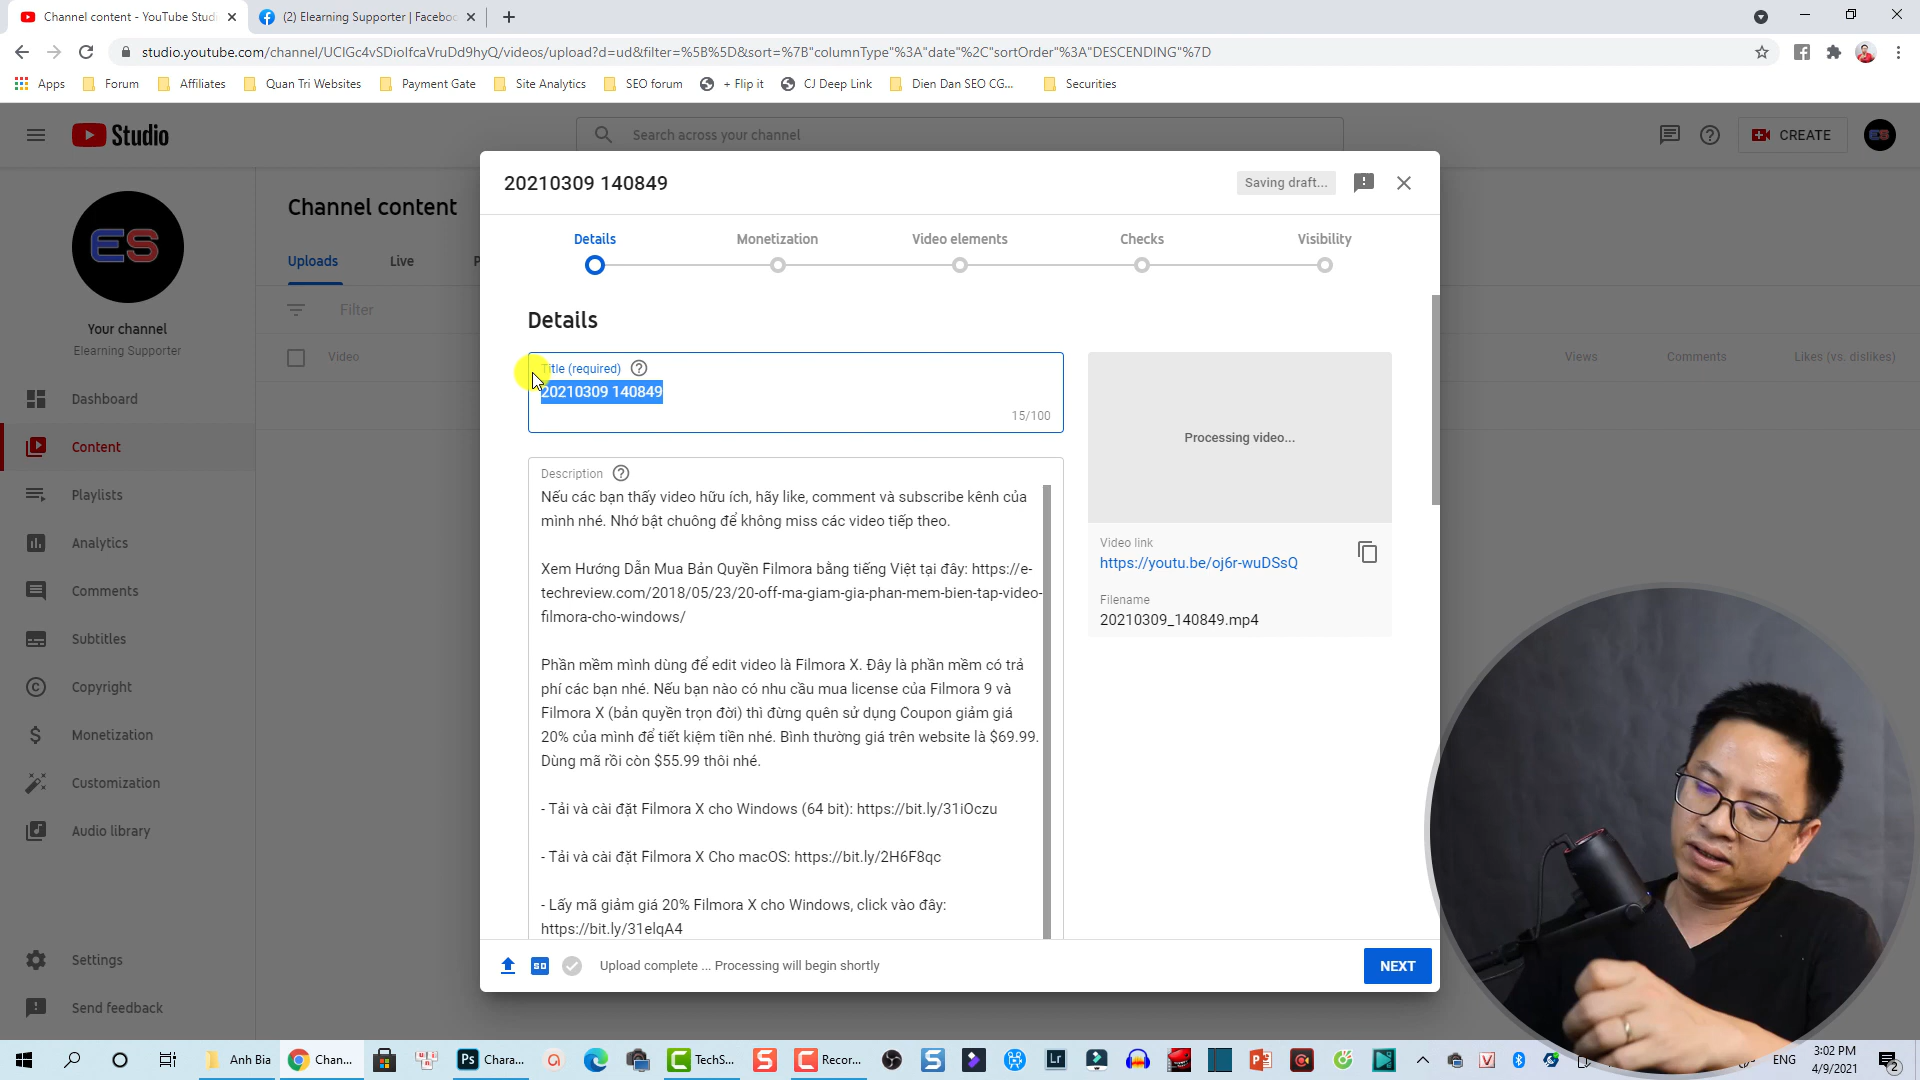 Channel content - YouTube Studi
(2) Elearning Supporter | Faceboo
studio.youtube.com/channel/UCIGc4vSDioIfcaVruDd9hyQ/videos/upload?d=ud&filter=%5B%5D&sort=%7B"columnType"%3A"date"%2C"sortOrder"%3A"DESCENDING"%7D
Apps
Forum
Affiliates
Quan Tri Websites
Payment Gate
Site Analytics
SEO forum
+ Flip it
CJ Deep Link
Dien Dan SEO CG...
Securities
Studio
Search across your channel
CREATE
ES
ES
Your channel
Elearning Supporter
Dashboard
Content
Playlists
Analytics
Comments
Subtitles
Copyright
Monetization
Customization
Audio library
Settings
Send feedback
Channel content
Uploads
Live
P
Filter
Video
Views
Comments
Likes (vs. dislikes)
20210309 140849
Saving draft...
Details
Monetization
Video elements
Checks
Visibility
Details
Title (required)
20210309 140849
15/100
Description
Nếu các bạn thấy video hữu ích, hãy like, comment và subscribe kênh của
mình nhé. Nhớ bật chuông để không miss các video tiếp theo.
Xem Hướng Dẫn Mua Bản Quyền Filmora bằng tiếng Việt tại đây: https://e-
techreview.com/2018/05/23/20-off-ma-giam-gia-phan-mem-bien-tap-video-
filmora-cho-windows/
Phần mềm mình dùng để edit video là Filmora X. Đây là phần mềm có trả
phí các bạn nhé. Nếu bạn nào có nhu cầu mua license của Filmora 9 và
Filmora X (bản quyền trọn đời) thì đừng quên sử dụng Coupon giảm giá
20% của mình để tiết kiệm tiền nhé. Bình thường giá trên website là $69.99.
Dùng mã rồi còn $55.99 thôi nhé.
- Tải và cài đặt Filmora X cho Windows (64 bit): https://bit.ly/31iOczu
- Tải và cài đặt Filmora X Cho macOS: https://bit.ly/2H6F8qc
- Lấy mã giảm giá 20% Filmora X cho Windows, click vào đây:
https://bit.ly/31elqA4
Processing video...
Video link
https://youtu.be/oj6r-wuDSsQ
Filename
20210309_140849.mp4
SD
Upload complete ... Processing will begin shortly
NEXT
Anh Bia
Chan...
Ps
Chara...
TechS...
Recor...
Lr
ENG
3:02 PM
4/9/2021
2